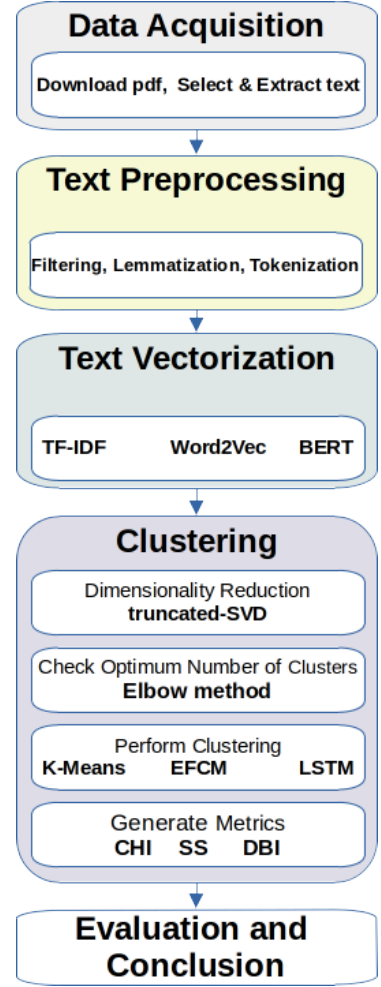 Data Acquisition
Download pdf, Select & Extract text
Text Preprocessing
Filtering, Lemmatization, Tokenization
Text Vectorization
TF-IDF Word2Vec BERT
Clustering
Dimensionality Reduction
truncated-SVD
Check Optimum Number of Clusters
Elbow method
Perform Clustering
K-Means EFCM LSTM
Generate Metrics
CHI SS DBI
Evaluation and
Conclusion